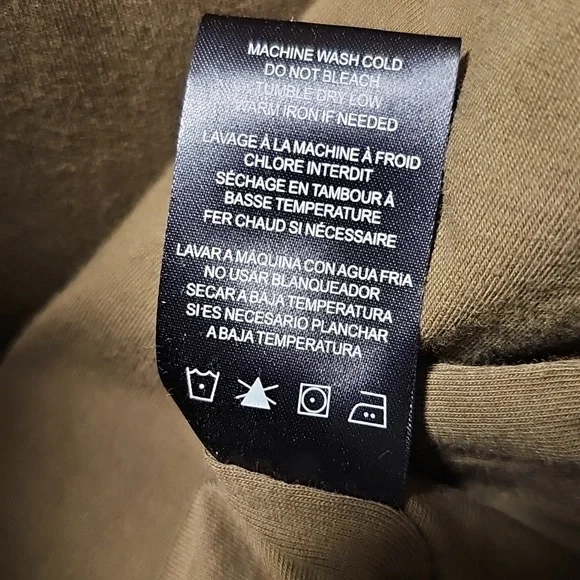 MACHINE WASH COLD
DO NOT BLEACH
TUMBLE DRY LOW
WARM IRON IF NEEDED
LAVAGE À LA MACHINE À FROID
CHLORE INTERDIT
SÉCHAGE EN TAMBOUR À
BASSE TEMPERATURE
FER CHAUD SI NÉCESSAIRE
LAVAR A MÁQUINA CON AGUA FRíA
NO USAR BLANQUEADOR
SECAR A BAJA TEMPERATURA
SI ES NECESARIO PLANCHAR
A BAJA TEMPERATURA